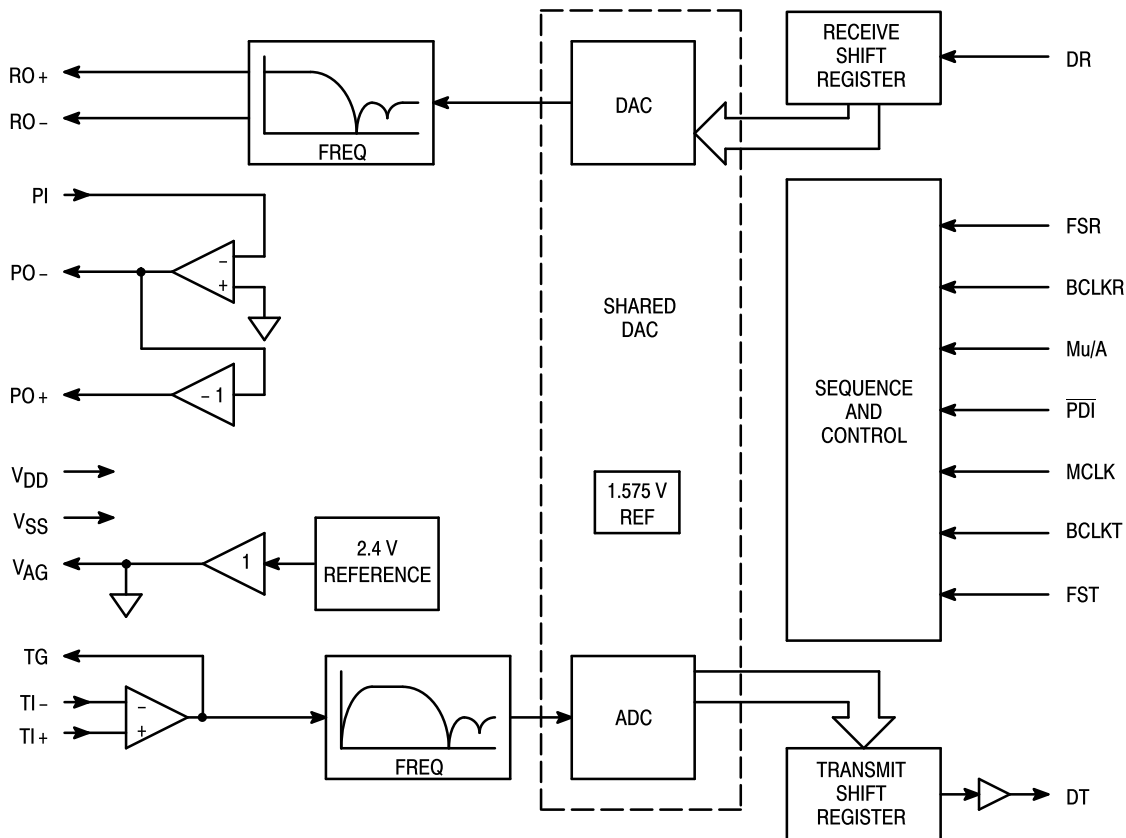 RO+
RO−
FREQ
DAC
RECEIVE
SHIFT
REGISTER
DR
PI
PO−
−
+
PO+
−1
SHARED
DAC
SEQUENCE
AND
CONTROL
FSR
BCLKR
Mu/A
P̅D̅I̅
MCLK
BCLKT
FST
VDD
VSS
VAG
1
2.4 V
REFERENCE
1.575 V
REF
TG
TI−
TI+
−
+
FREQ
ADC
TRANSMIT
SHIFT
REGISTER
DT